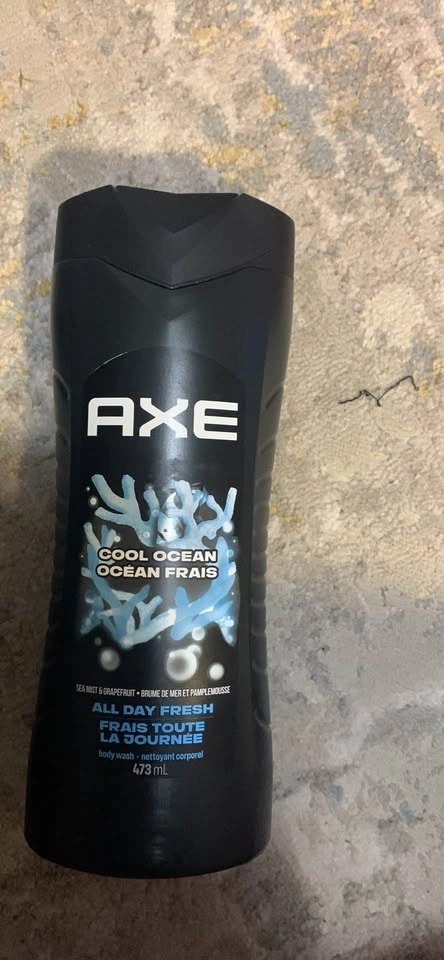 AXE
COOL OCEAN
OCÉAN FRAIS
SEA MIST & GRAPEFRUIT • BRUME DE MER ET PAMPLEMOUSSE
ALL DAY FRESH
FRAIS TOUTE
LA JOURNÉE
body wash • nettoyant corporel
473 mL